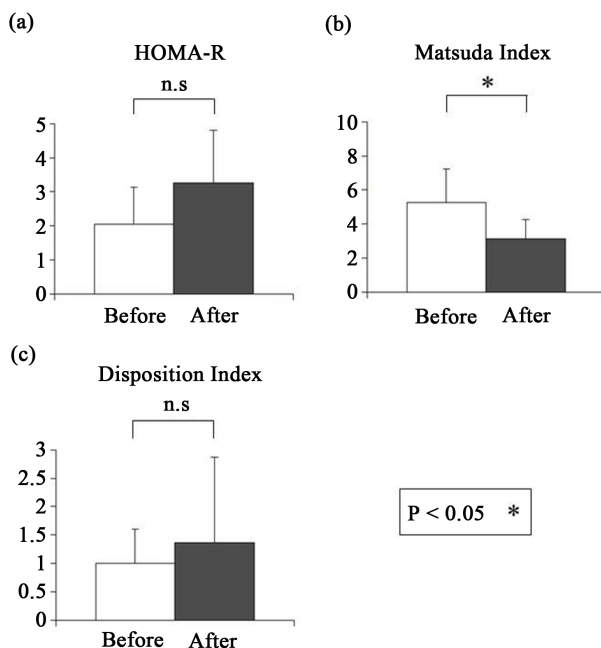 (a)
HOMA-R
n.s
5
4
3
2
1
0
Before After
(b)
Matsuda Index
*
10
8
6
4
2
0
Before After
(c)
Disposition Index
n.s
3
2.5
2
1.5
1
0.5
0
Before After
P < 0.05 *